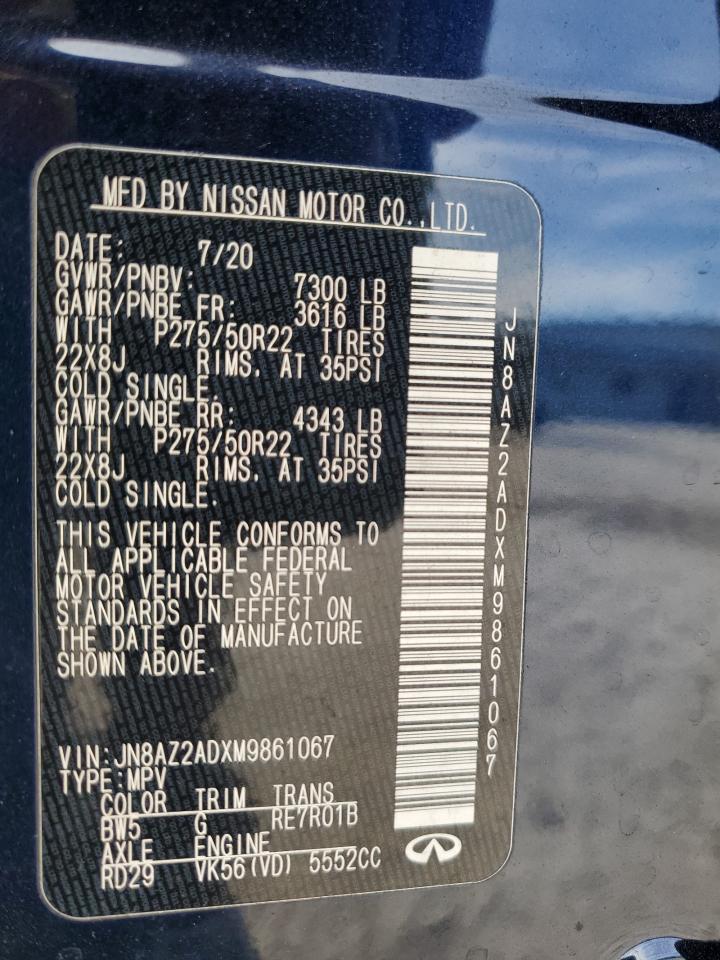 MFD BY NISSAN MOTOR CO.,LTD.
DATE: 7/20
GVWR/PNBV: 7300 LB
GAWR/PNBE FR: 3616 LB
WITH P275/50R22 TIRES
22X8J RIMS, AT 35PSI
COLD SINGLE.
GAWR/PNBE RR: 4343 LB
WITH P275/50R22 TIRES
22X8J RIMS, AT 35PSI
COLD SINGLE.
THIS VEHICLE CONFORMS TO
ALL APPLICABLE FEDERAL
MOTOR VEHICLE SAFETY
STANDARDS IN EFFECT ON
THE DATE OF MANUFACTURE
SHOWN ABOVE.
VIN:JN8AZ2ADXM9861067
TYPE:MPV
COLOR TRIM TRANS
BW5 G RE7R01B
AXLE ENGINE
RD29 VK56(VD) 5552CC
JN8AZ2ADXM9861067